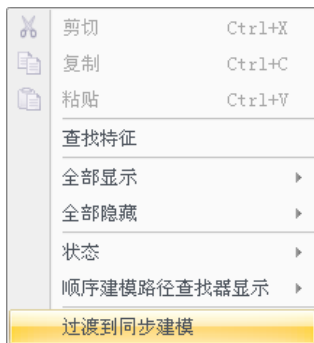 剪切 Ctrl+X
复制 Ctrl+C
粘贴 Ctrl+V
查找特征
全部显示
全部隐藏
状态
顺序建模路径查找器显示
过渡到同步建模